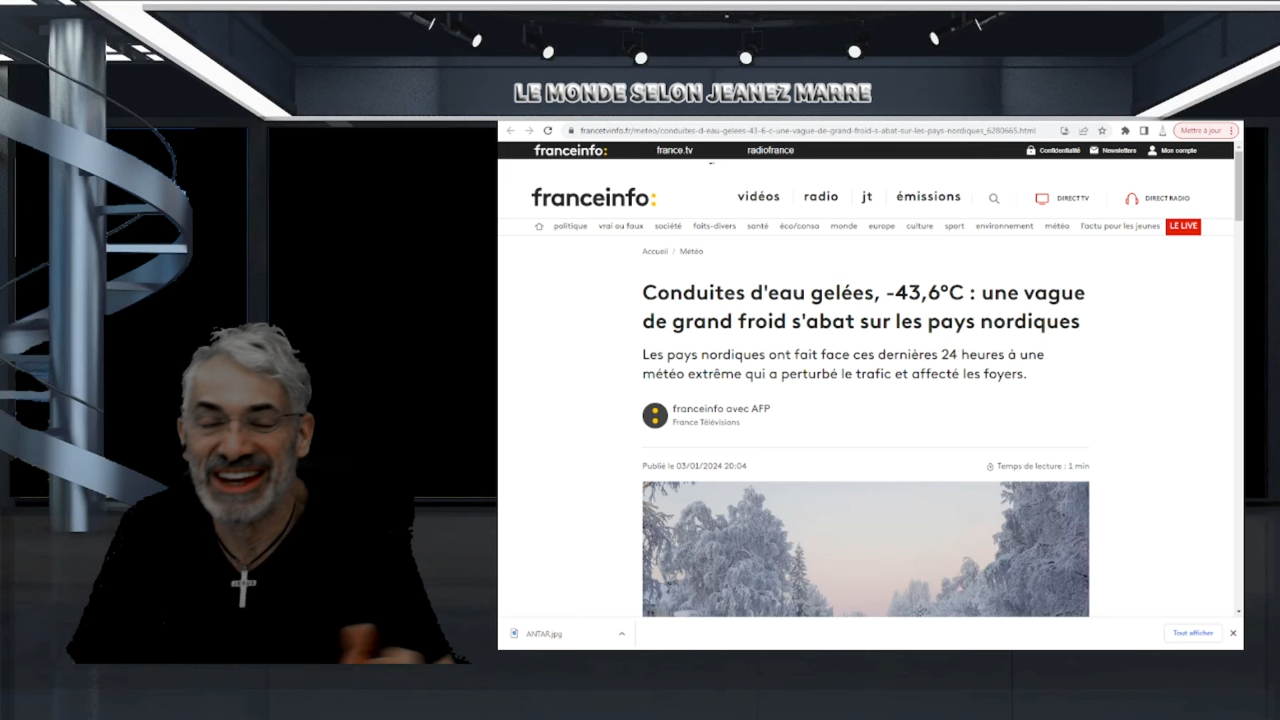 LE MONDE SELON JEANEZ MARRE
francetvinfo.fr/meteo/conduites-d-eau-gelees-43-6-c-une-vague-de-grand-froid-s-abat-sur-les-pays-nordiques_6280665.html
Mettre à jour
franceinfo: france.tv radiofrance Confidentialité Newsletters Mon compte
franceinfo: vidéos radio jt émissions DIRECT TV DIRECT RADIO
politique vrai ou faux société faits-divers santé éco/conso monde europe culture sport environnement météo l'actu pour les jeunes LE LIVE
Accueil / Météo
Conduites d'eau gelées, -43,6°C : une vague
de grand froid s'abat sur les pays nordiques
Les pays nordiques ont fait face ces dernières 24 heures à une
météo extrême qui a perturbé le trafic et affecté les foyers.
franceinfo avec AFP
France Télévisions
Publié le 03/01/2024 20:04 Temps de lecture : 1 min
JESUS
ANTAR.jpg Tout afficher